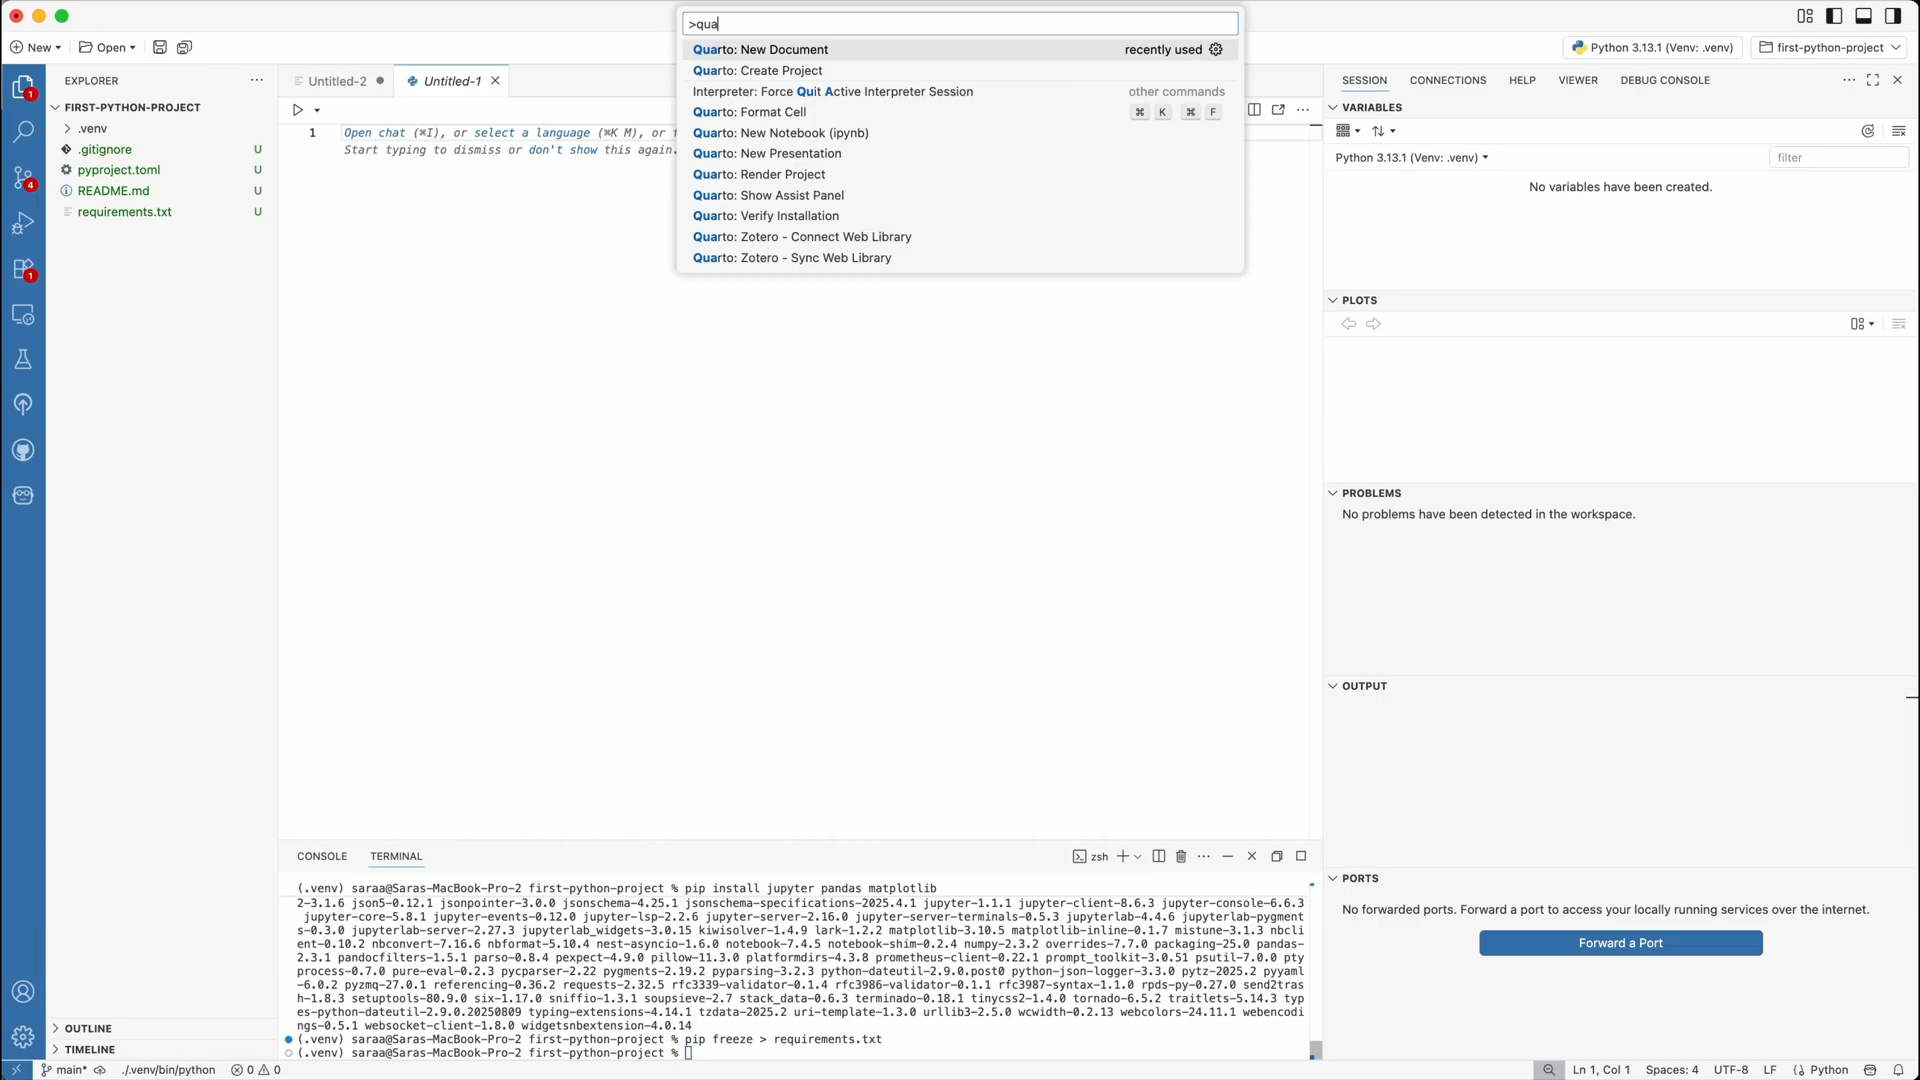 >qua
Quarto: New Document recently used
Quarto: Create Project
Interpreter: Force Quit Active Interpreter Session other commands
Quarto: Format Cell ⌘ K ⌘ F
Quarto: New Notebook (ipynb)
Quarto: New Presentation
Quarto: Render Project
Quarto: Show Assist Panel
Quarto: Verify Installation
Quarto: Zotero - Connect Web Library
Quarto: Zotero - Sync Web Library
New Open Python 3.13.1 (Venv: .venv) first-python-project
EXPLORER
FIRST-PYTHON-PROJECT
.venv
.gitignore U
pyproject.toml U
README.md U
requirements.txt U
OUTLINE
TIMELINE
1
4
1
Untitled-2 Untitled-1
1 Open chat (⌘I), or select a language (⌘K M), or f
Start typing to dismiss or don't show this again.
CONSOLE TERMINAL zsh
(.venv) saraa@Saras-MacBook-Pro-2 first-python-project % pip install jupyter pandas matplotlib
2-3.1.6 json5-0.12.1 jsonpointer-3.0.0 jsonschema-4.25.1 jsonschema-specifications-2025.4.1 jupyter-1.1.1 jupyter-client-8.6.3 jupyter-console-6.6.3
jupyter-core-5.8.1 jupyter-events-0.12.0 jupyter-lsp-2.2.6 jupyter-server-2.16.0 jupyter-server-terminals-0.5.3 jupyterlab-4.4.6 jupyterlab-pygment
s-0.3.0 jupyterlab-server-2.27.3 jupyterlab_widgets-3.0.15 kiwisolver-1.4.9 lark-1.2.2 matplotlib-3.10.5 matplotlib-inline-0.1.7 mistune-3.1.3 nbcli
ent-0.10.2 nbconvert-7.16.6 nbformat-5.10.4 nest-asyncio-1.6.0 notebook-7.4.5 notebook-shim-0.2.4 numpy-2.3.2 overrides-7.7.0 packaging-25.0 pandas-
2.3.1 pandocfilters-1.5.1 parso-0.8.4 pexpect-4.9.0 pillow-11.3.0 platformdirs-4.3.8 prometheus-client-0.22.1 prompt_toolkit-3.0.51 psutil-7.0.0 pty
process-0.7.0 pure-eval-0.2.3 pycparser-2.22 pygments-2.19.2 pyparsing-3.2.3 python-dateutil-2.9.0.post0 python-json-logger-3.3.0 pytz-2025.2 pyyaml
-6.0.2 pyzmq-27.0.1 referencing-0.36.2 requests-2.32.5 rfc3339-validator-0.1.4 rfc3986-validator-0.1.1 rfc3987-syntax-1.1.0 rpds-py-0.27.0 send2tras
h-1.8.3 setuptools-80.9.0 six-1.17.0 sniffio-1.3.1 soupsieve-2.7 stack_data-0.6.3 terminado-0.18.1 tinycss2-1.4.0 tornado-6.5.2 traitlets-5.14.3 typ
es-python-dateutil-2.9.0.20250809 typing-extensions-4.14.1 tzdata-2025.2 uri-template-1.3.0 urllib3-2.5.0 wcwidth-0.2.13 webcolors-24.11.1 webencodi
ngs-0.5.1 websocket-client-1.8.0 widgetsnbextension-4.0.14
(.venv) saraa@Saras-MacBook-Pro-2 first-python-project % pip freeze > requirements.txt
(.venv) saraa@Saras-MacBook-Pro-2 first-python-project %
SESSION CONNECTIONS HELP VIEWER DEBUG CONSOLE
VARIABLES
Python 3.13.1 (Venv: .venv) filter
No variables have been created.
PLOTS
PROBLEMS
No problems have been detected in the workspace.
OUTPUT
PORTS
No forwarded ports. Forward a port to access your locally running services over the internet.
Forward a Port
main* ./.venv/bin/python 0 0 Ln 1, Col 1 Spaces: 4 UTF-8 LF Python